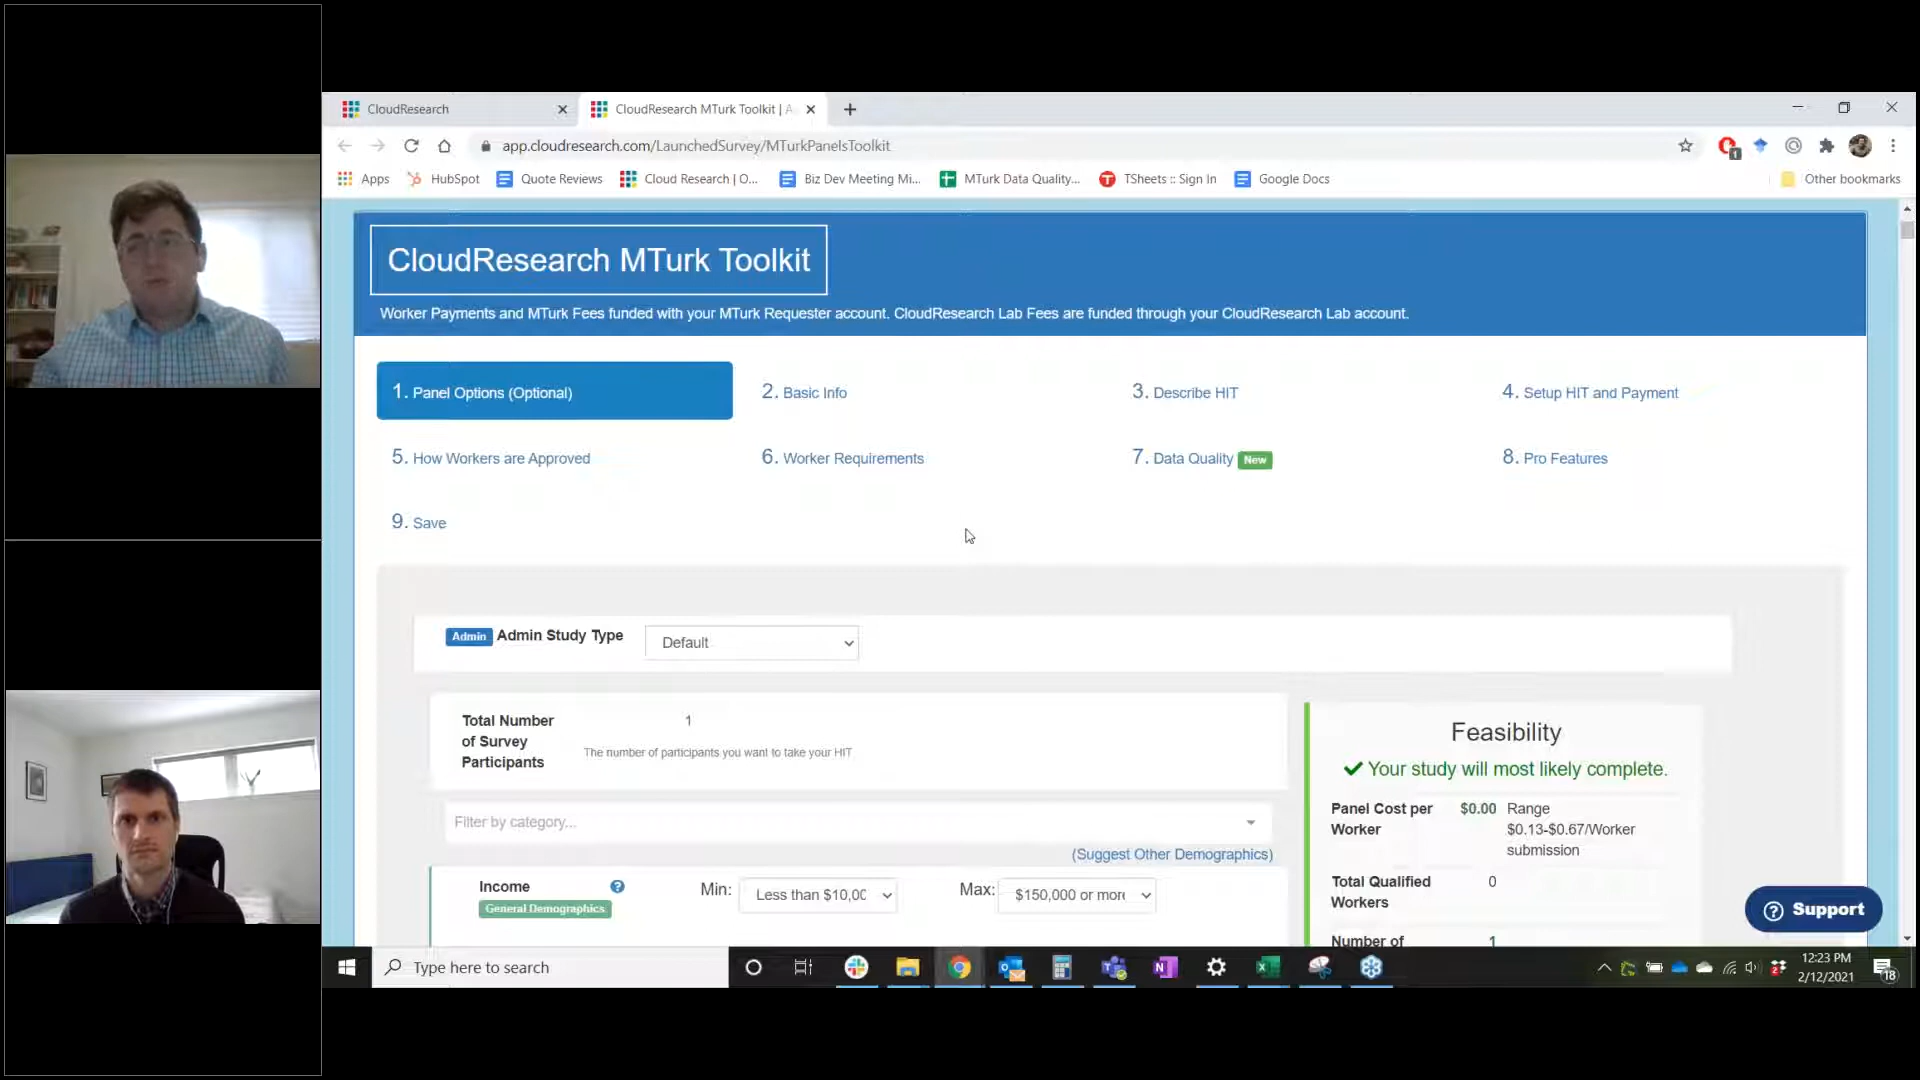 CloudResearch
CloudResearch MTurk Toolkit | A
app.cloudresearch.com/LaunchedSurvey/MTurkPanelsToolkit
1
Apps HubSpot Quote Reviews Cloud Research | O... Biz Dev Meeting Mi... MTurk Data Quality... TSheets :: Sign In Google Docs Other bookmarks
CloudResearch MTurk Toolkit
Worker Payments and MTurk Fees funded with your MTurk Requester account. CloudResearch Lab Fees are funded through your CloudResearch Lab account.
1. Panel Options (Optional)
2. Basic Info
3. Describe HIT
4. Setup HIT and Payment
5. How Workers are Approved
6. Worker Requirements
7. Data Quality New
8. Pro Features
9. Save
Admin Admin Study Type Default
Total Number
of Survey
Participants
1
The number of participants you want to take your HIT
Filter by category...
(Suggest Other Demographics)
Income
General Demographics
Min: Less than $10,00
Max: $150,000 or more
Feasibility
Your study will most likely complete.
Panel Cost per
Worker
$0.00
Range
$0.13-$0.67/Worker
submission
Total Qualified
Workers
0
Number of 1
Support
Type here to search
12:23 PM
2/12/2021
18